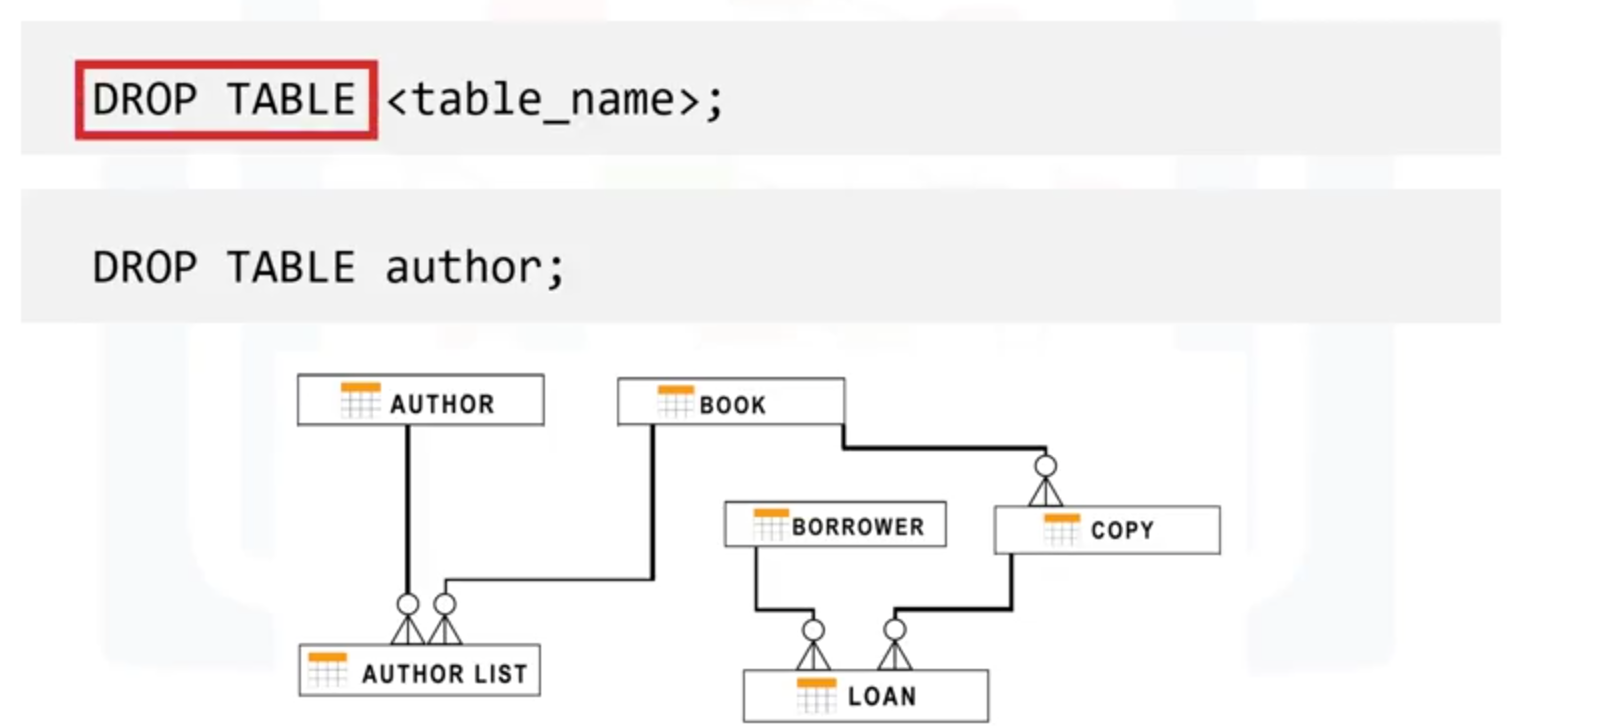 DROP TABLE <table_name>;
DROP TABLE author;
AUTHOR
BOOK
BORROWER
COPY
AUTHOR LIST
LOAN